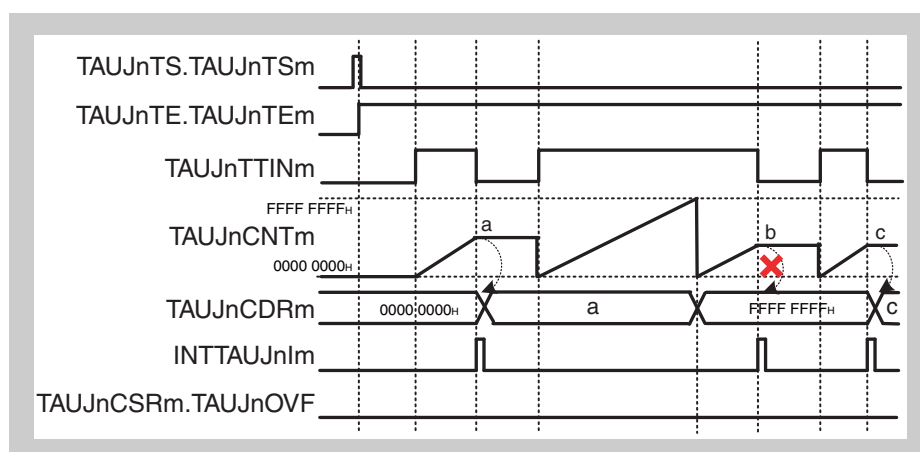 TAUJnTS.TAUJnTSm
TAUJnTE.TAUJnTEm
TAUJnTTINm
FFFF FFFFH
TAUJnCNTm
a
b
c
0000 0000H
TAUJnCDRm
0000 0000H
a
FFFF FFFFH
c
INTTAUJnIm
TAUJnCSRm.TAUJnOVF